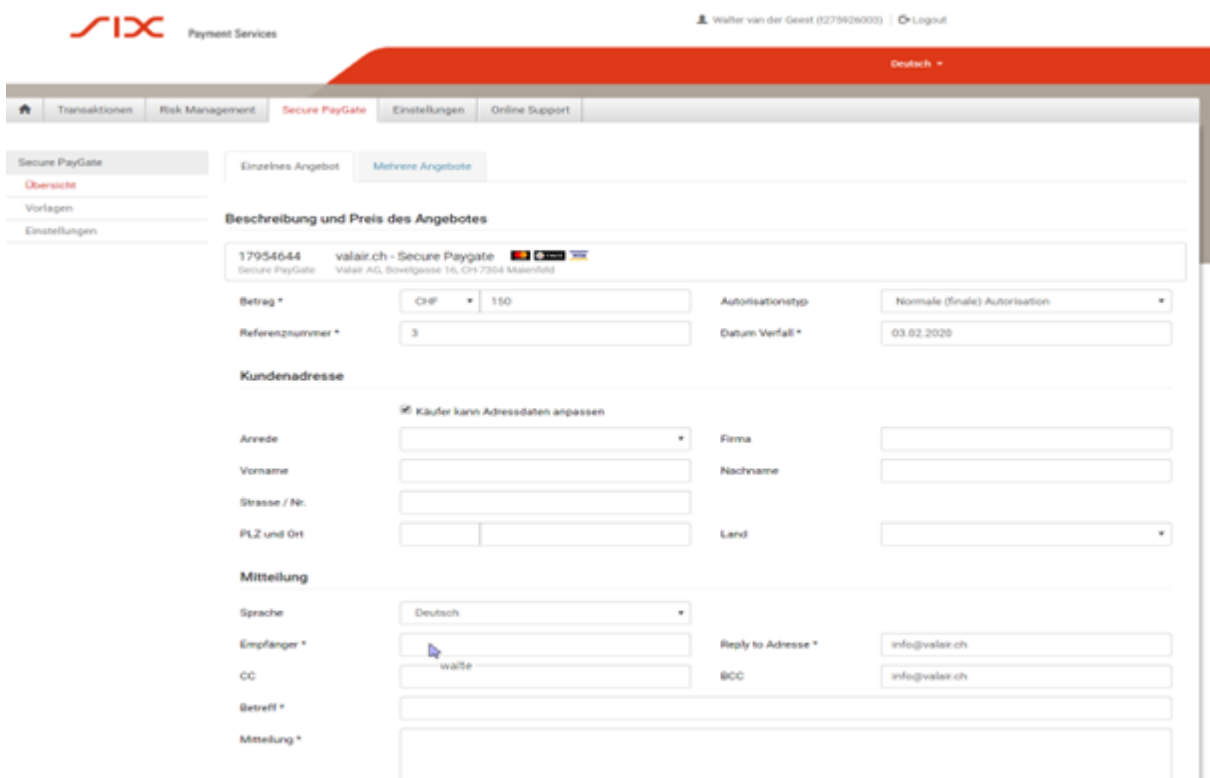 SIX Payment Services
Walter van der Geest (t275926003) Logout
Deutsch
Transaktionen Risk Management Secure PayGate Einstellungen Online Support
Secure PayGate
Übersicht
Vorlagen
Einstellungen
Einzelnes Angebot Mehrere Angebote
Beschreibung und Preis des Angebotes
17954644 valair.ch - Secure Paygate
Secure PayGate Valair AG, Bovelgasse 16, CH-7304 Maienfeld
Betrag * CHF 150 Autorisationstyp Normale (finale) Autorisation
Referenznummer * 3 Datum Verfall * 03.02.2020
Kundenadresse
Käufer kann Adressdaten anpassen
Anrede Firma
Vorname Nachname
Strasse / Nr.
PLZ und Ort Land
Mitteilung
Sprache Deutsch
Empfänger * Reply to Adresse * info@valair.ch
walte
CC BCC info@valair.ch
Betreff *
Mitteilung *